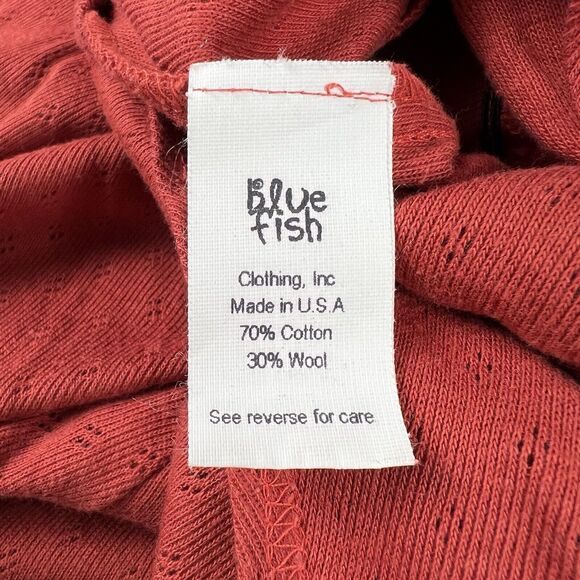 blue
fish
Clothing, Inc
Made in U.S.A
70% Cotton
30% Wool
See reverse for care